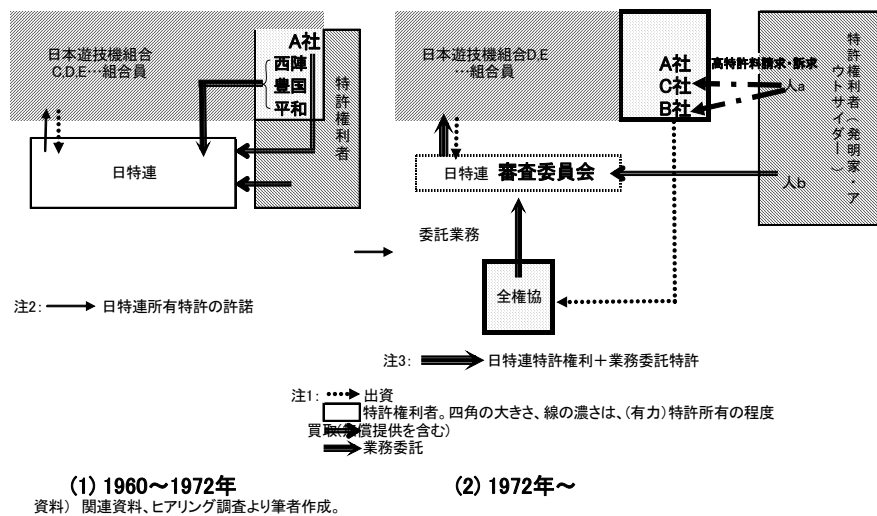 日本遊技機組合
C,D,E…組合員
A社
西陣
豊国
平和
特許権利者
日特連
注2: 日特連所有特許の許諾
日本遊技機組合D,E
…組合員
A社
C社
B社
高特許料請求・訴求
人a
人b
特許権利者(発明家・アウトサイダー)
日特連 審査委員会
委託業務
全権協
注3: 日特連特許権利+業務委託特許
注1: 出資
特許権利者。四角の大きさ、線の濃さは、(有力)特許所有の程度
買取(無償提供を含む)
業務委託
(1) 1960~1972年
(2) 1972年~
資料) 関連資料、ヒアリング調査より筆者作成。